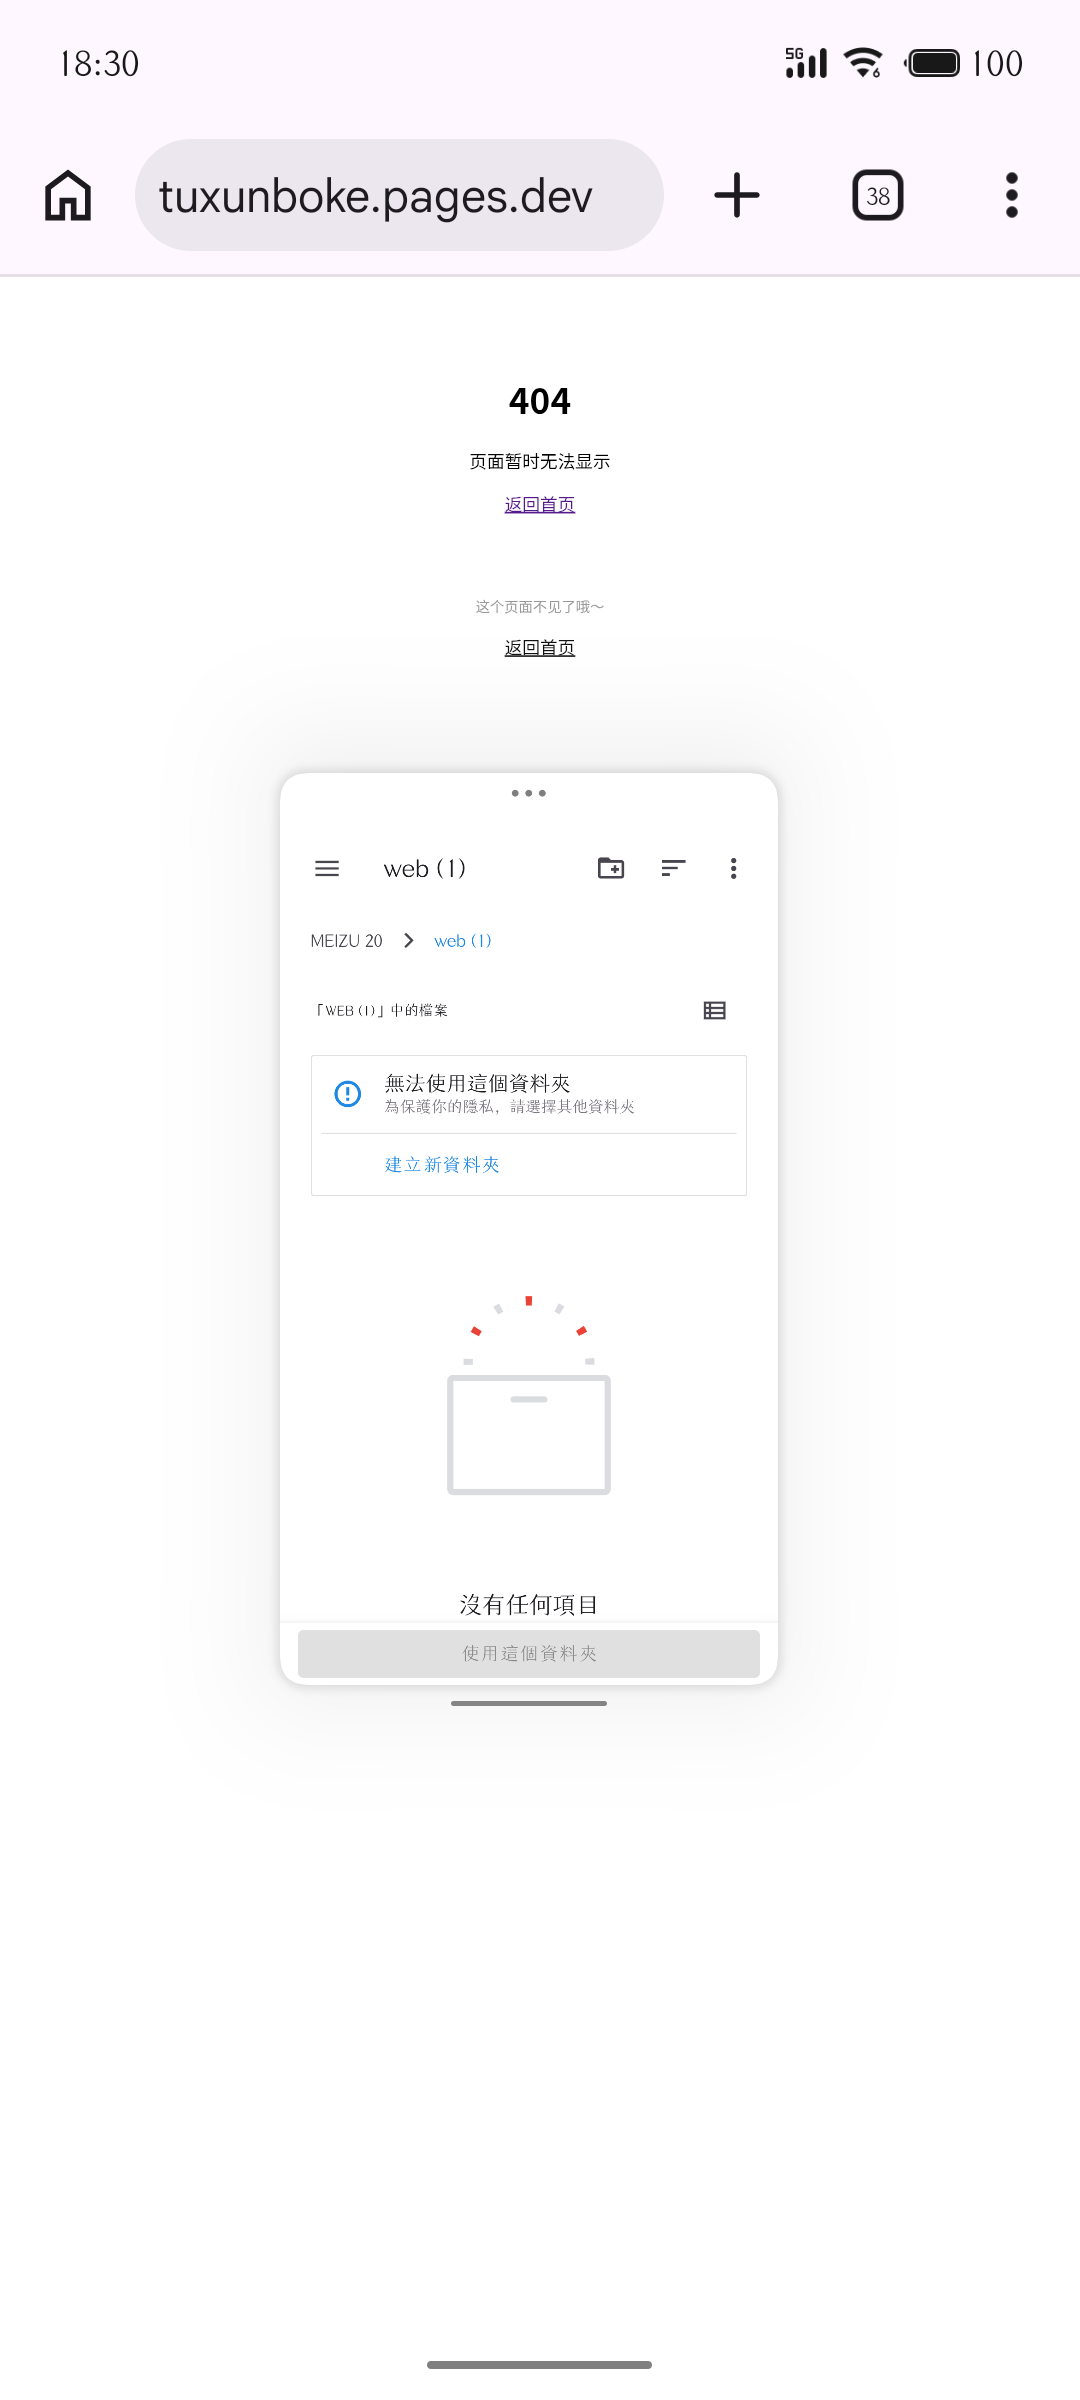 18:30
5G
6
100
tuxunboke.pages.dev
38
404
页面暂时无法显示
返回首页
这个页面不见了哦～
返回首页
web (1)
MEIZU 20
web (1)
「WEB (1)」中的檔案
無法使用這個資料夾
為保護你的隱私，請選擇其他資料夾
建立新資料夾
沒有任何項目
使用這個資料夾